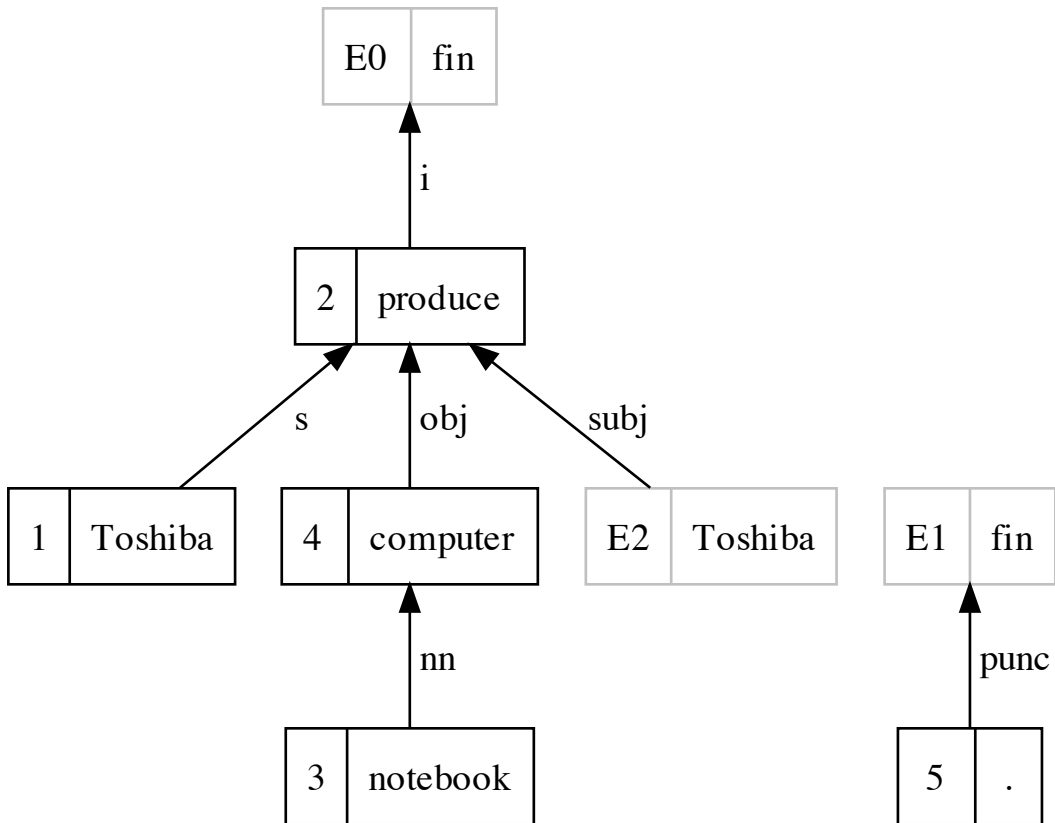 E0 fin
i
2 produce
s obj subj
1 Toshiba 4 computer E2 Toshiba E1 fin
nn punc
3 notebook 5 .